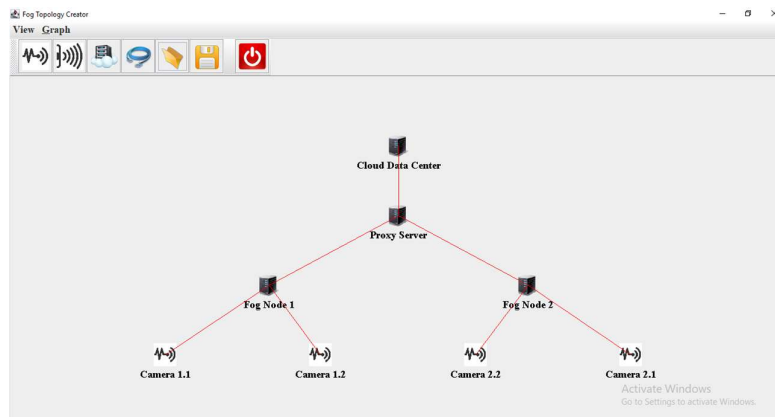 Fog Topology Creator
View Graph
Cloud Data Center
Proxy Server
Fog Node 1
Fog Node 2
Camera 1.1
Camera 1.2
Camera 2.2
Camera 2.1
Activate Windows
Go to Settings to activate Windows.